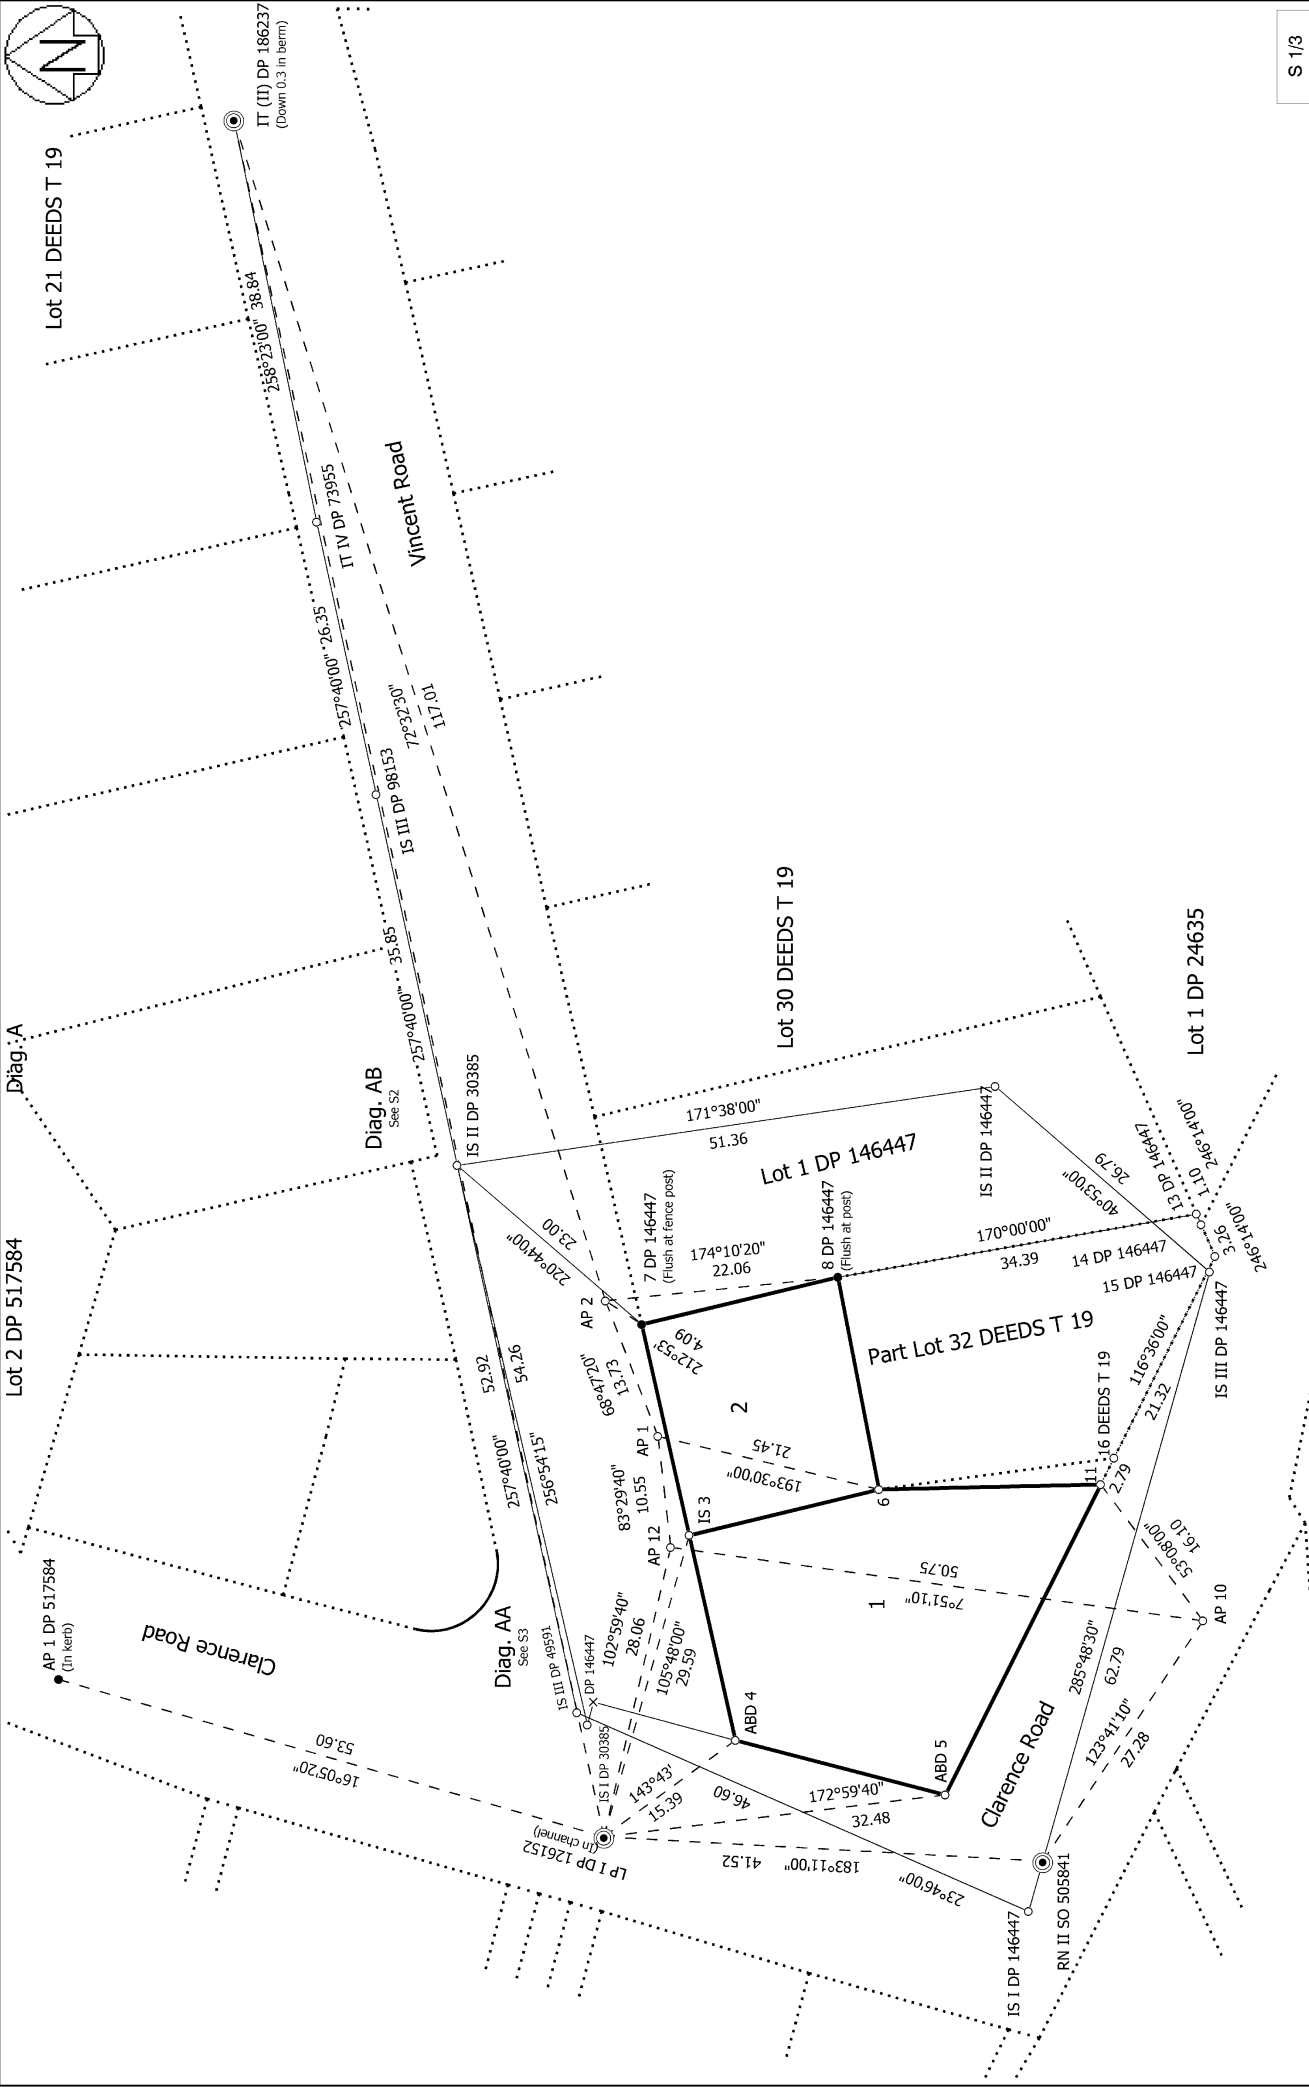 N
IT (II) DP 186237
(Down 0.3 in berm)
S 1/3
Lot 21 DEEDS T 19
258°23'00" 38.84
IT IV DP 73955
Vincent Road
257°40'00" 26.35
IS III DP 98153
72°32'30"
117.01
257°40'00" 35.85
Diag. A
Diag. AB
See S2
IS II DP 30385
Lot 2 DP 517584
Lot 30 DEEDS T 19
Lot 1 DP 24635
171°38'00"
51.36
Lot 1 DP 146447
IS II DP 146447
26.79
40°53'00"
13 DP 146447
1.10
246°14'00"
3.26
246°14'00"
23.00
220°44'00"
7 DP 146447
(Flush at fence post)
174°10'20"
22.06
8 DP 146447
(Flush at post)
170°00'00"
34.39
14 DP 146447
15 DP 146447
IS III DP 146447
AP 2
212°53'
4.09
68°47'20"
13.73
AP 1
2
Part Lot 32 DEEDS T 19
116°36'00"
21.32
16 DEEDS T 19
11
2.79
52.92
54.26
257°40'00"
256°54'15"
83°29'40"
10.55
AP 12
IS 3
21.45
193°30'00"
6
53°08'00"
16.10
AP 10
50.75
7°51'10"
1
AP 1 DP 517584
(In kerb)
Clarence Road
Diag. AA
See S3
IS III DP 49591
DP 146447
IS I DP 30385
102°59'40"
28.06
105°48'00"
29.59
ABD 4
ABD 5
Clarence Road
285°48'30"
62.79
123°41'10"
27.28
53.60
16°05'20"
LP I DP 126152
(In channel)
143°43'
15.39
46.60
172°59'40"
32.48
41.52
183°11'00"
23°46'00"
IS I DP 146447
RN II SO 505841